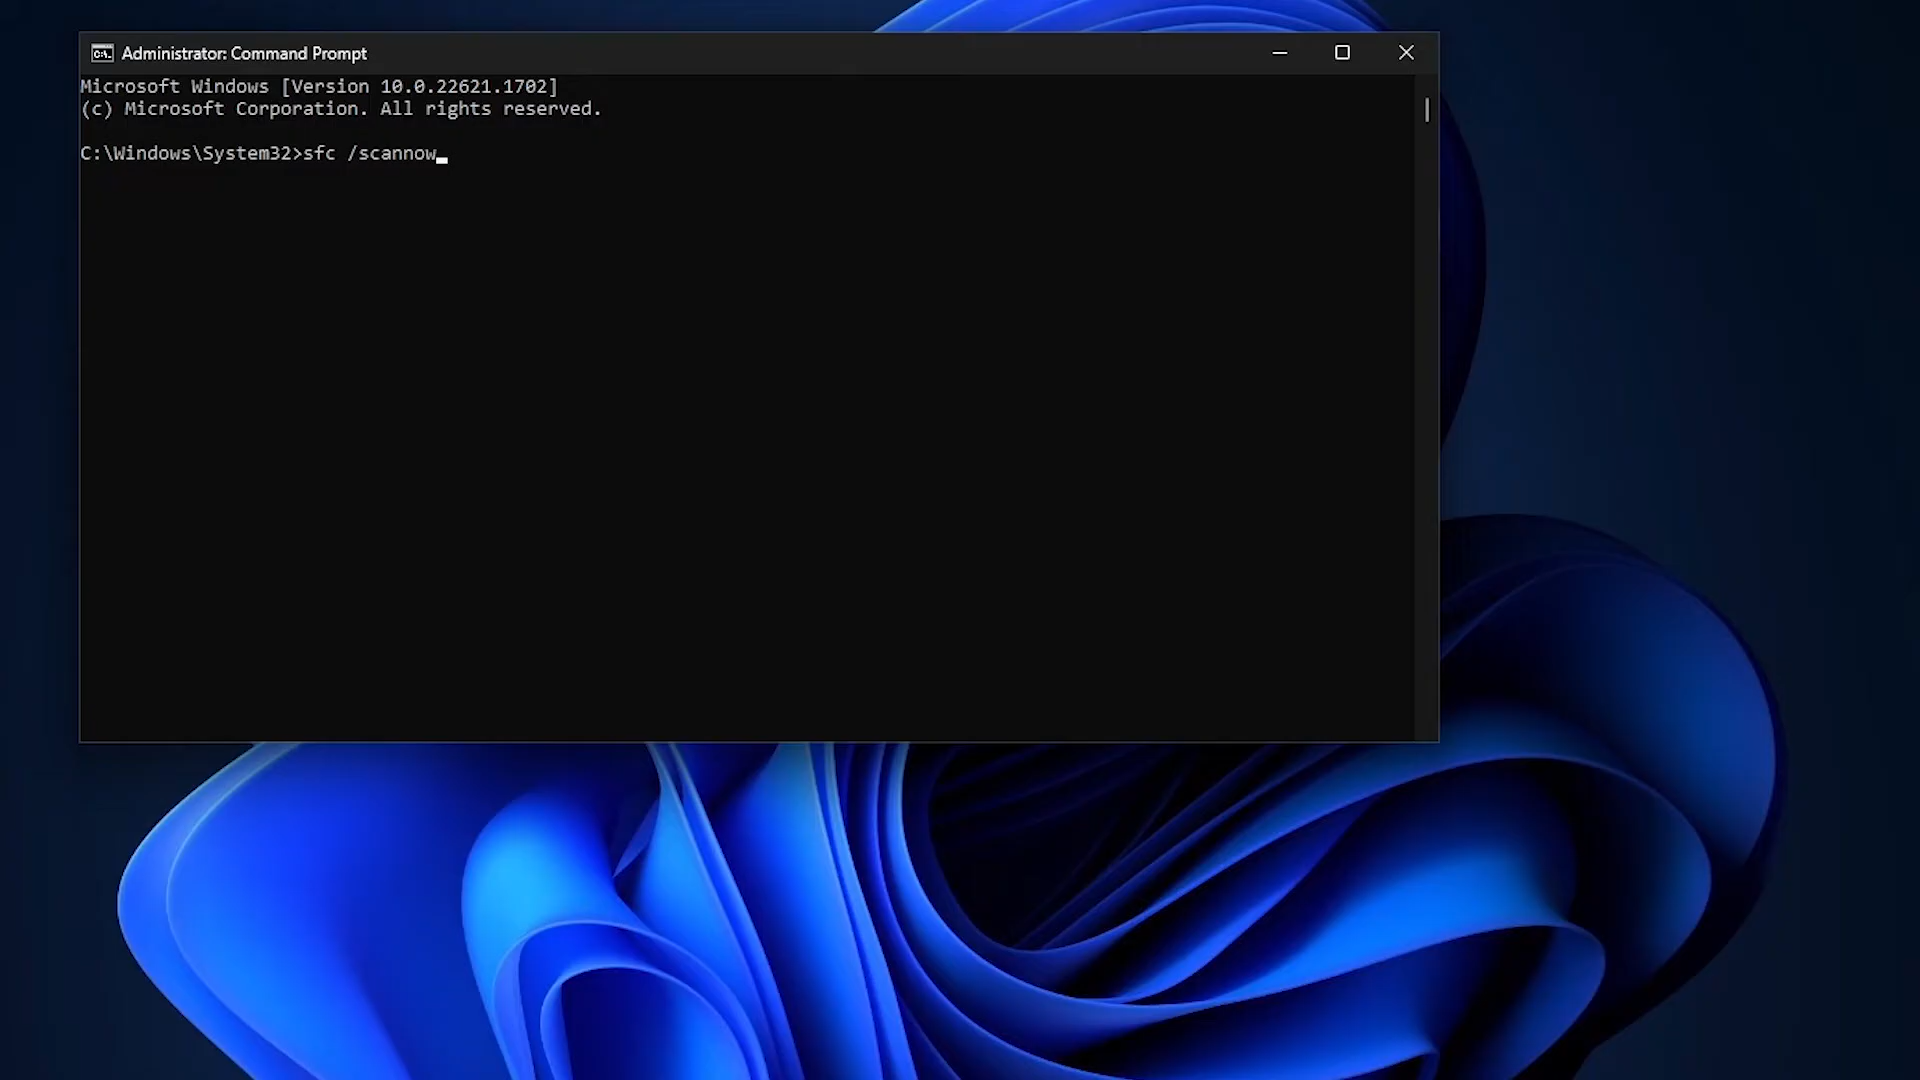 Administrator: Command Prompt
Microsoft Windows [Version 10.0.22621.1702]
(c) Microsoft Corporation. All rights reserved.
C:\Windows\System32>sfc /scannow